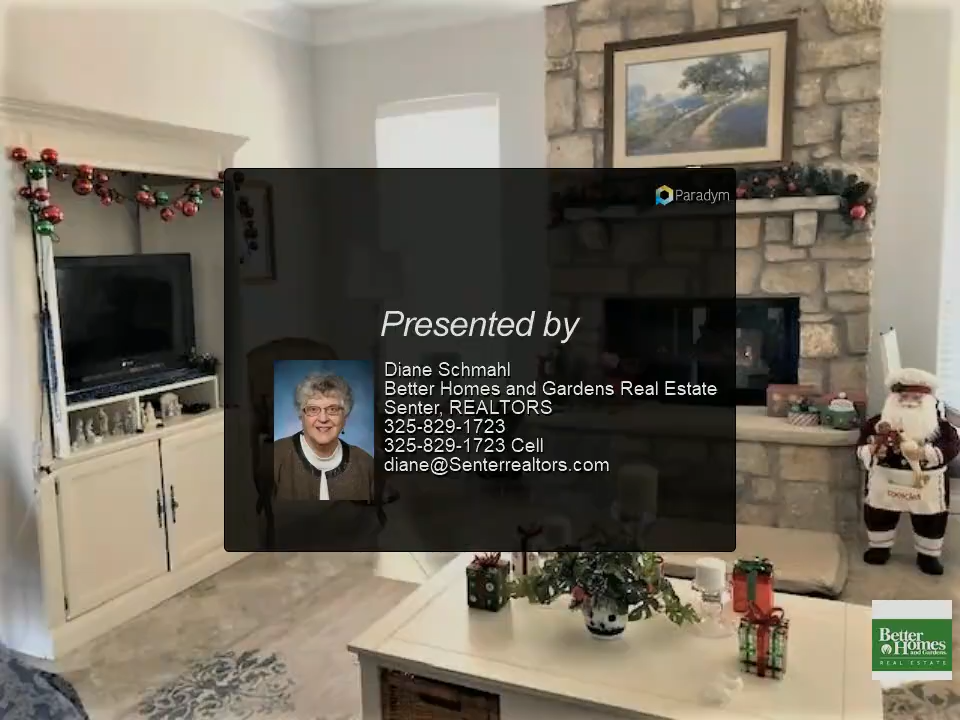 Paradym
Presented by
Diane Schmahl
Better Homes and Gardens Real Estate
Senter, REALTORS
325-829-1723
325-829-1723 Cell
diane@Senterrealtors.com
Better
Homes
and Gardens
REAL ESTATE